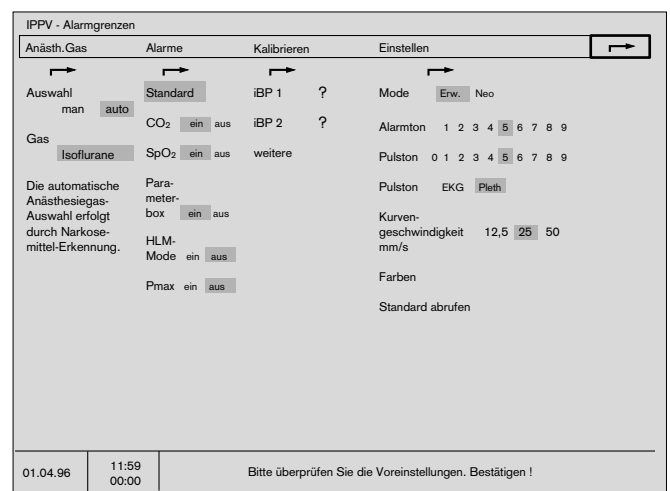 IPPV - Alarmgrenzen
Anästh.Gas
Alarme
Kalibrieren
Einstellen
Auswahl
man auto
Gas
Isoflurane
Die automatische
Anästhesiegas-
Auswahl erfolgt
durch Narkose-
mittel-Erkennung.
Standard
CO₂ ein aus
SpO₂ ein aus
Para-
meter-
box ein aus
HLM-
Mode ein aus
Pmax ein aus
iBP 1 ?
iBP 2 ?
weitere
Mode Erw. Neo
Alarmton 1 2 3 4 5 6 7 8 9
Pulston 0 1 2 3 4 5 6 7 8 9
Pulston EKG Pleth
Kurven-
geschwindigkeit 12,5 25 50
mm/s
Farben
Standard abrufen
01.04.96
11:59
00:00
Bitte überprüfen Sie die Voreinstellungen. Bestätigen !